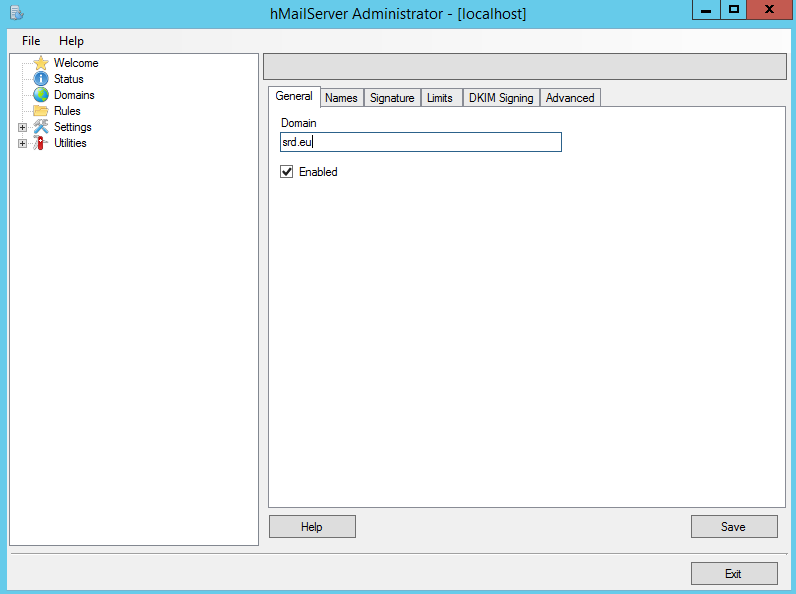 hMailServer Administrator - [localhost]
File Help
Welcome
Status
Domains
Rules
Settings
Utilities
General Names Signature Limits DKIM Signing Advanced
Domain
srd.eu
Enabled
Help Save
Exit